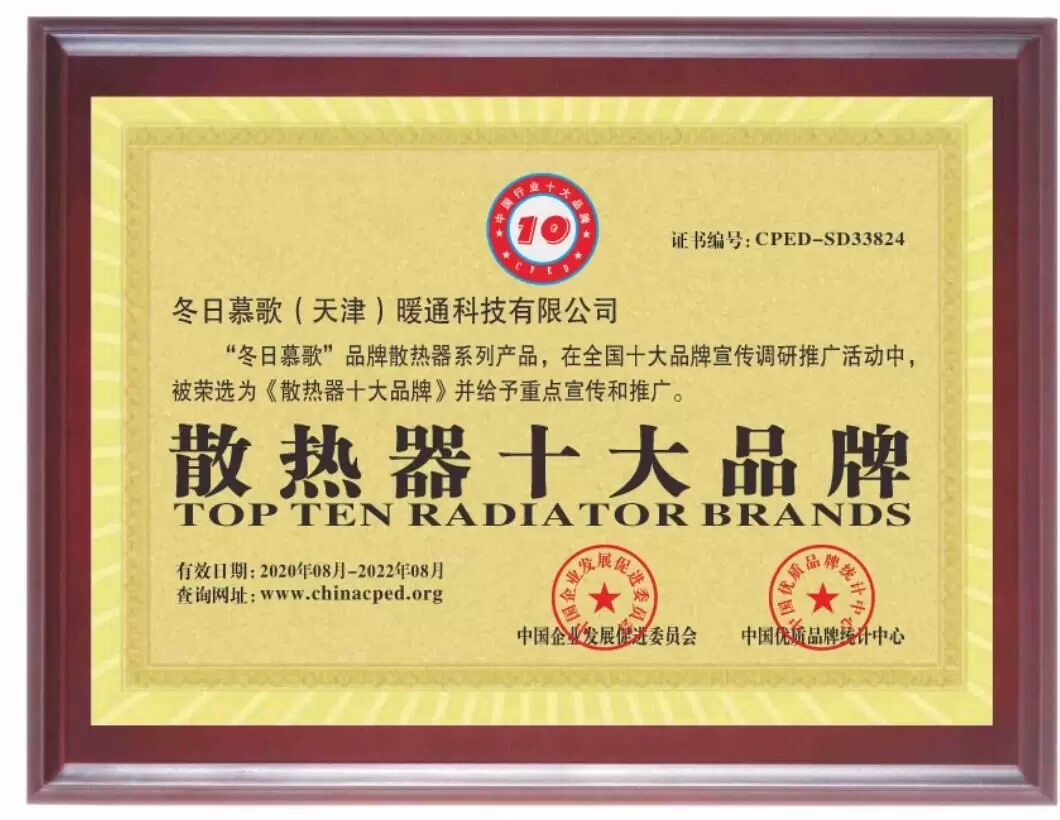 中国行业十大品牌
10
CPED
证书编号：CPED-SD33824
冬日慕歌（天津）暖通科技有限公司
“冬日慕歌”品牌散热器系列产品，在全国十大品牌宣传调研推广活动中，
被荣选为《散热器十大品牌》并给予重点宣传和推广。
散热器十大品牌
TOP TEN RADIATOR BRANDS
有效日期：2020年08月-2022年08月
查询网址：www.chinacped.org
中国企业发展促进委员会
中国优质品牌统计中心
中国企业发展促进委员会
中国优质品牌统计中心